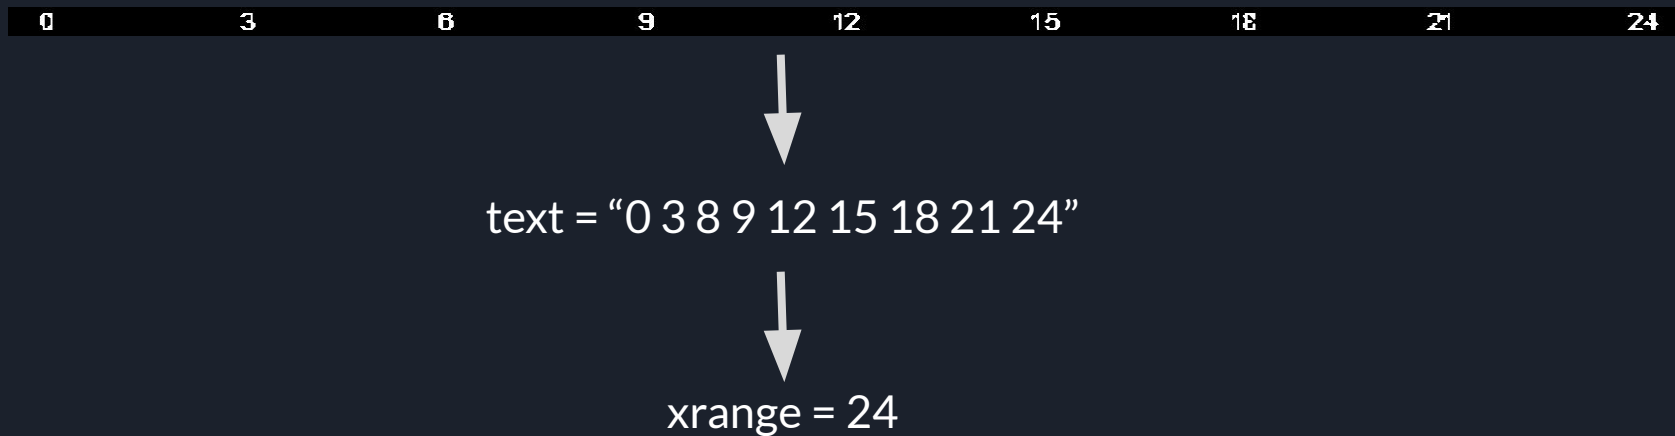 0 3 6 9 12 15 18 21 24
text = “0 3 8 9 12 15 18 21 24”
xrange = 24